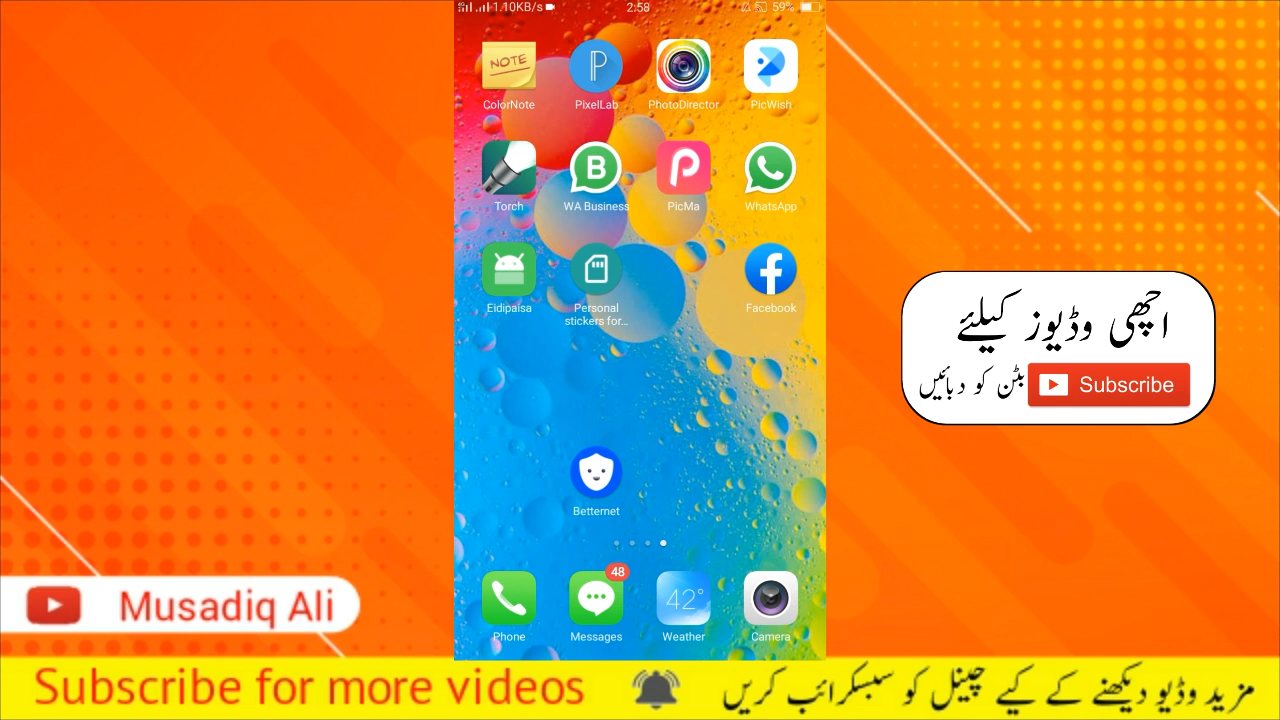 1.10KB/s
2:58
59%
NOTE
ColorNote
PixelLab
PhotoDirector
PicWish
B
Torch
WA Business
PicMa
WhatsApp
Eidipaisa
Personal
stickers for...
Facebook
اچھی وڈیوز کیلئے
Subscribe بٹن کو دبائیں
Betternet
48
42°
Phone
Messages
Weather
Camera
Musadiq Ali
Subscribe for more videos
مزید وڈیو دیکھنے کے کیے چینل کو سبسکرائب کریں